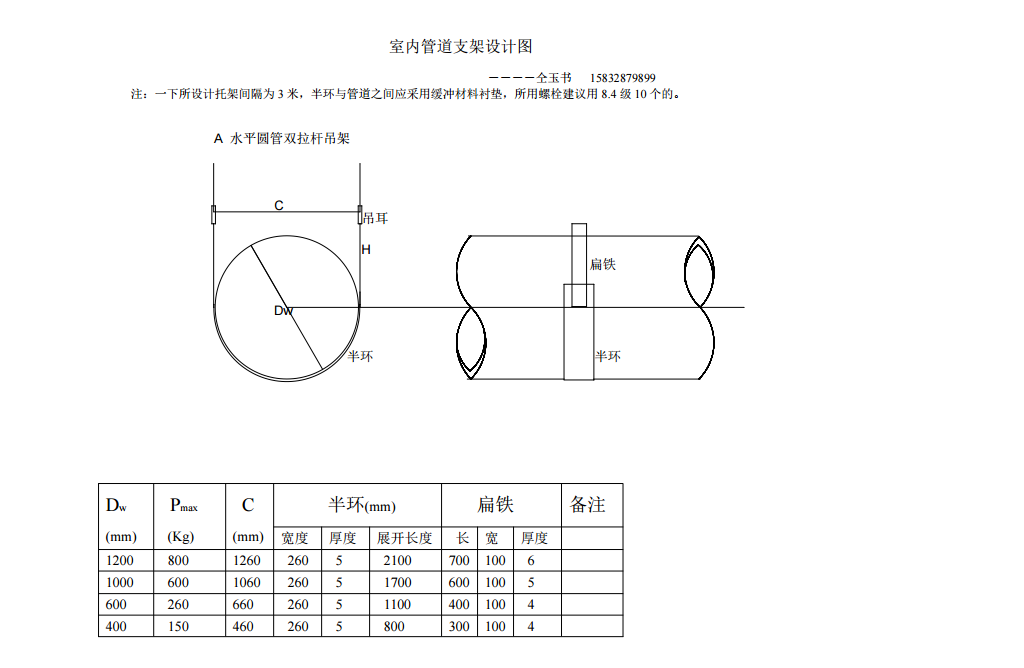 室内管道支架设计图
－－－－仝玉书 15832879899
注：一下所设计托架间隔为 3 米，半环与管道之间应采用缓冲材料衬垫，所用螺栓建议用 8.4 级 10 个的。
A 水平圆管双拉杆吊架
C
吊耳
H
扁铁
Dw
半环
半环
Dw Pmax C 半环(mm) 扁铁 备注
(mm) (Kg) (mm) 宽度 厚度 展开长度 长 宽 厚度
1200 800 1260 260 5 2100 700 100 6
1000 600 1060 260 5 1700 600 100 5
600 260 660 260 5 1100 400 100 4
400 150 460 260 5 800 300 100 4